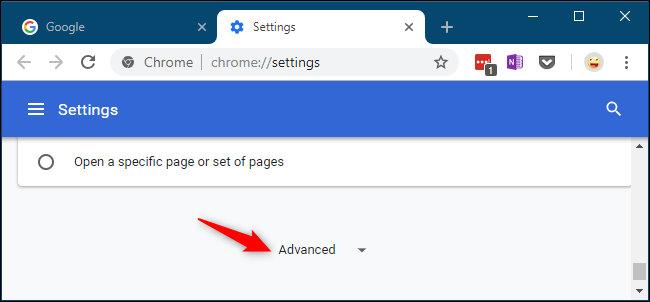 Google
Settings
Chrome
chrome://settings
1
Settings
Open a specific page or set of pages
Advanced